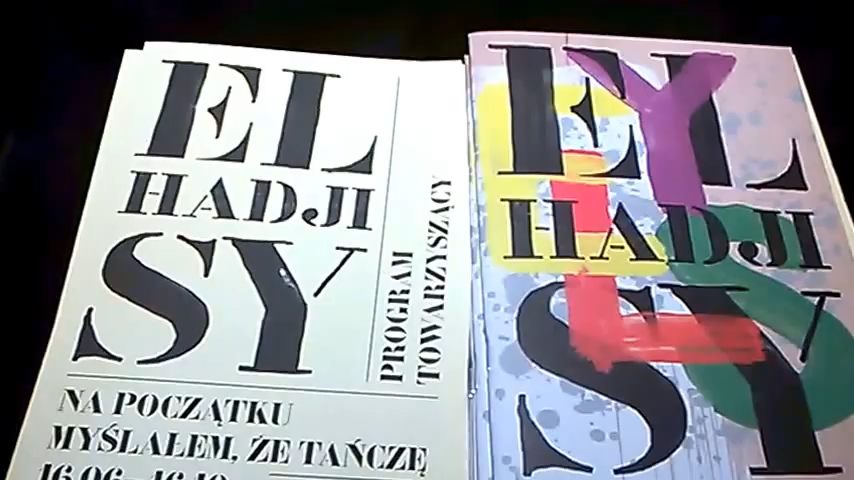 EL
HADJI
SY
PROGRAM
TOWARZYSZĄCY
NA POCZĄTKU
MYŚLAŁEM, ŻE TAŃCZĘ
EL
HADJI
SY